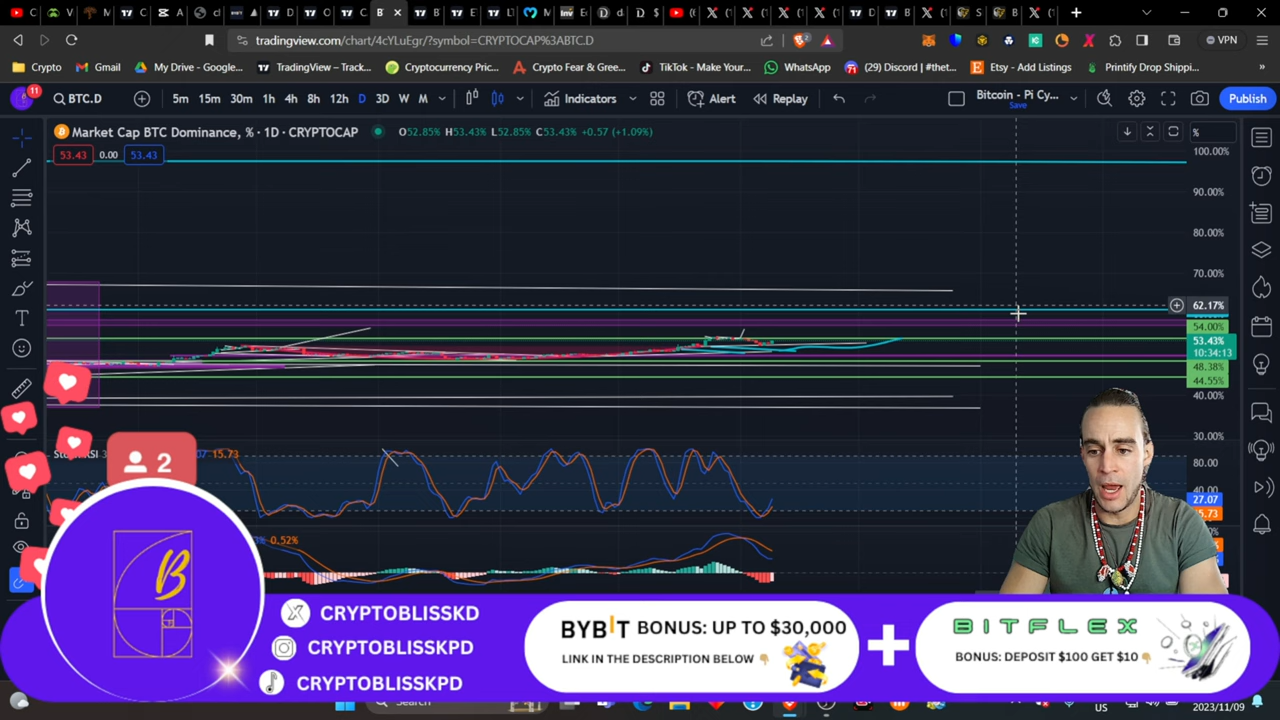 tradingview.com/chart/4cYLuEgr/?symbol=CRYPTOCAP%3ABTC.D
VPN
Crypto
Gmail
My Drive - Google...
TradingView – Track...
Cryptocurrency Pric...
Crypto Fear & Gree...
TikTok - Make Your...
WhatsApp
(29) Discord | #thet...
Etsy - Add Listings
Printify Drop Shippi...
11
BTC.D
5m 15m 30m 1h 4h 8h 12h D 3D W M
Indicators
Alert
Replay
Bitcoin - Pi Cy...
Save
Publish
Market Cap BTC Dominance, % · 1D · CRYPTOCAP
O52.85% H53.43% L52.85% C53.43% +0.57 (+1.09%)
%
53.43 0.00 53.43
100.00%
90.00%
80.00%
70.00%
62.17%
54.00%
53.43%
10:34:13
48.38%
44.55%
40.00%
30.00%
15.73
80.00
40.00
27.07
0.52%
2
B
CRYPTOBLISSKD
CRYPTOBLISSKPD
CRYPTOBLISSKPD
BYBIT BONUS: UP TO $30,000
LINK IN THE DESCRIPTION BELOW
BITFLEX
BONUS: DEPOSIT $100 GET $10
Search
US
2023/11/09